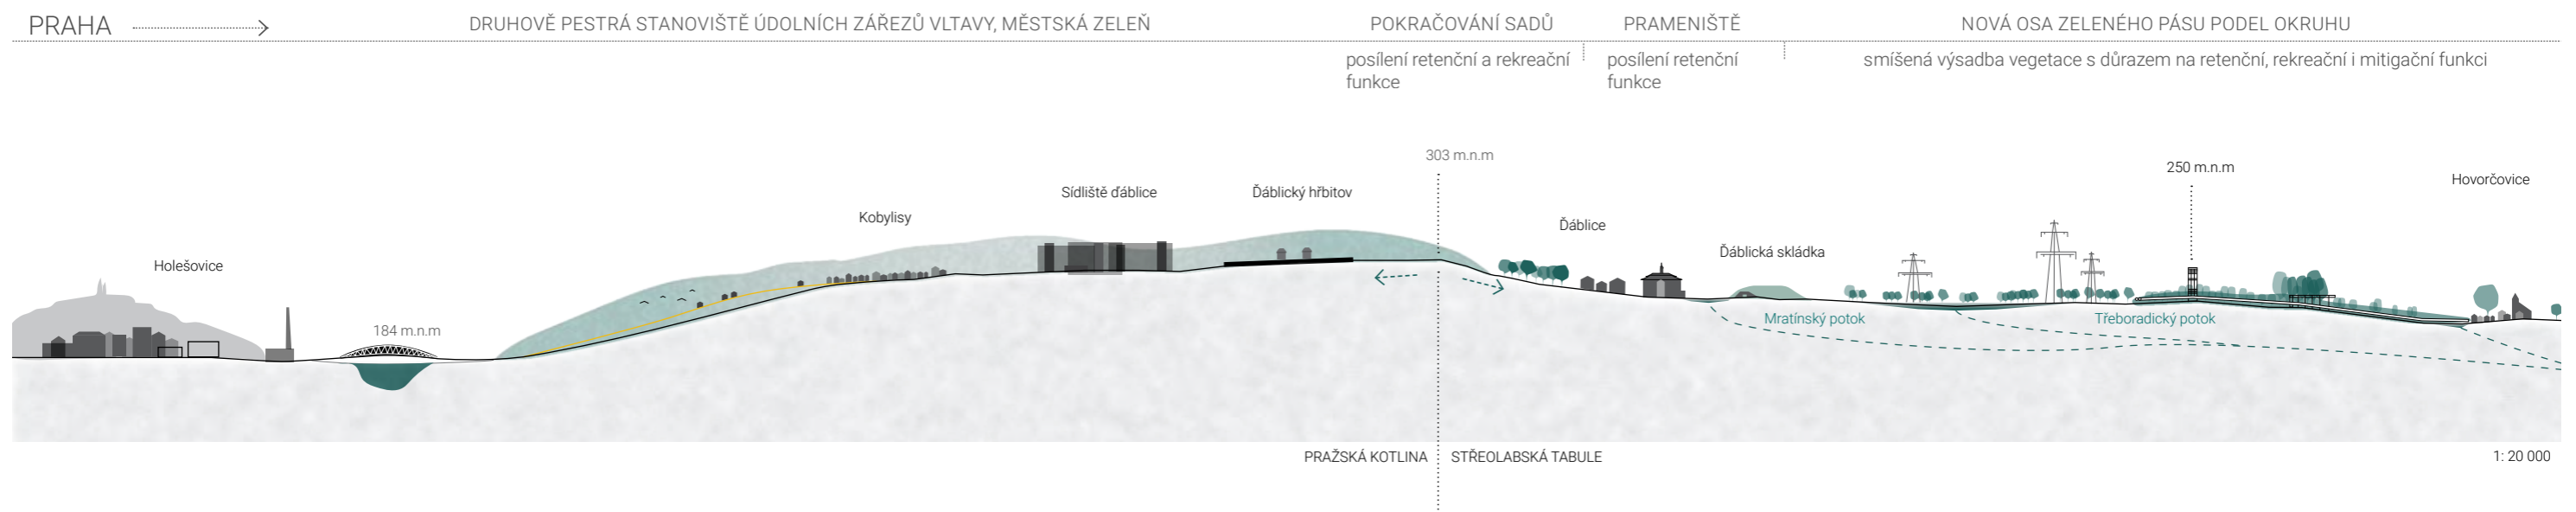 PRAHA
DRUHOVĚ PESTRÁ STANOVIŠTĚ ÚDOLNÍCH ZÁŘEZŮ VLTAVY, MĚSTSKÁ ZELEŇ
POKRAČOVÁNÍ SADŮ
PRAMENIŠTĚ
NOVÁ OSA ZELENÉHO PÁSU PODEL OKRUHU
posílení retenční a rekreační
funkce
posílení retenční
funkce
smíšená výsadba vegetace s důrazem na retenční, rekreační i mitigační funkci
303 m.n.m
250 m.n.m
Hovorčovice
Sídliště ďáblice
Ďáblický hřbitov
Kobylisy
Ďáblice
Ďáblická skládka
Holešovice
184 m.n.m
Mratínský potok
Třeboradický potok
PRAŽSKÁ KOTLINA
STŘEOLABSKÁ TABULE
1: 20 000